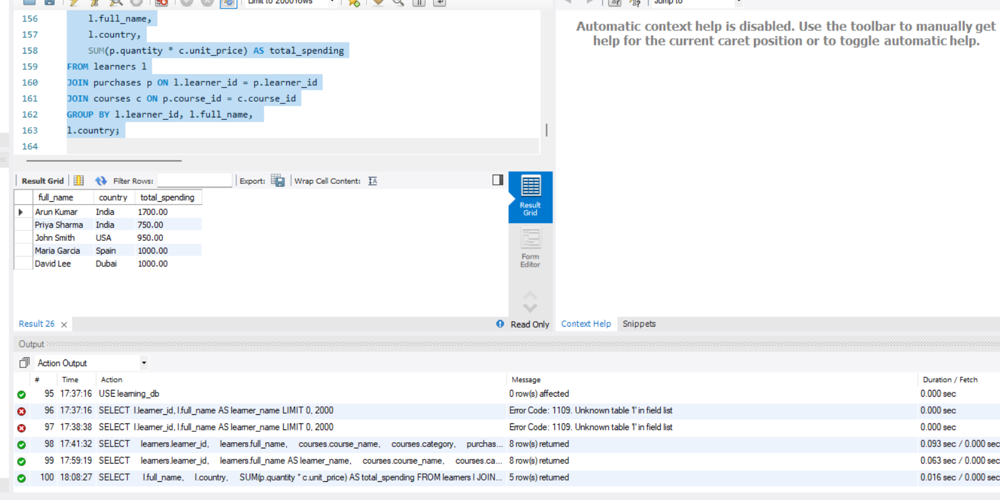 Limit to 2000 rows
Jump to
156 l.full_name,
157 l.country,
158 SUM(p.quantity * c.unit_price) AS total_spending
159 FROM learners l
160 JOIN purchases p ON l.learner_id = p.learner_id
161 JOIN courses c ON p.course_id = c.course_id
162 GROUP BY l.learner_id, l.full_name,
163 l.country;
164
Automatic context help is disabled. Use the toolbar to manually get
help for the current caret position or to toggle automatic help.
Result Grid Filter Rows: Export: Wrap Cell Content: IA
full_name country total_spending
Arun Kumar India 1700.00
Priya Sharma India 750.00
John Smith USA 950.00
Maria Garcia Spain 1000.00
David Lee Dubai 1000.00
Result
Grid
Form
Editor
Result 26 Read Only Context Help Snippets
Output
Action Output
# Time Action Message Duration / Fetch
95 17:37:16 USE learning_db 0 row(s) affected 0.000 sec
96 17:37:16 SELECT l.learner_id, l.full_name AS learner_name LIMIT 0, 2000 Error Code: 1109. Unknown table 'l' in field list 0.000 sec
97 17:38:38 SELECT l.learner_id, l.full_name AS learner_name LIMIT 0, 2000 Error Code: 1109. Unknown table 'l' in field list 0.000 sec
98 17:41:32 SELECT learners.learner_id, learners.full_name, courses.course_name, courses.category, purchas... 8 row(s) returned 0.093 sec / 0.000 sec
99 17:59:19 SELECT learners.learner_id, learners.full_name AS learner_name, courses.course_name, courses.ca... 8 row(s) returned 0.063 sec / 0.000 sec
100 18:08:27 SELECT l.full_name, l.country, SUM(p.quantity * c.unit_price) AS total_spending FROM learners l JOIN... 5 row(s) returned 0.016 sec / 0.000 sec